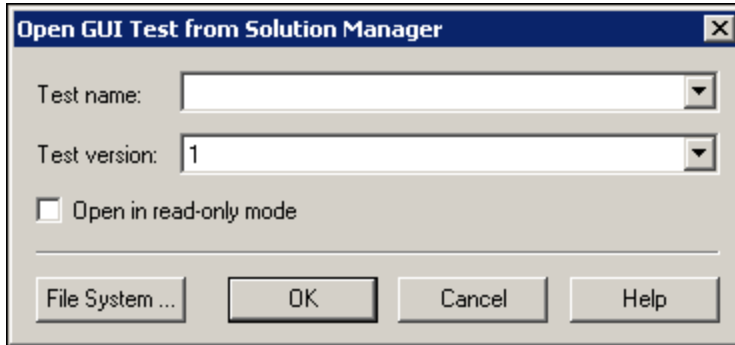 Open GUI Test from Solution Manager
Test name:
Test version: 1
Open in read-only mode
File System ... OK Cancel Help